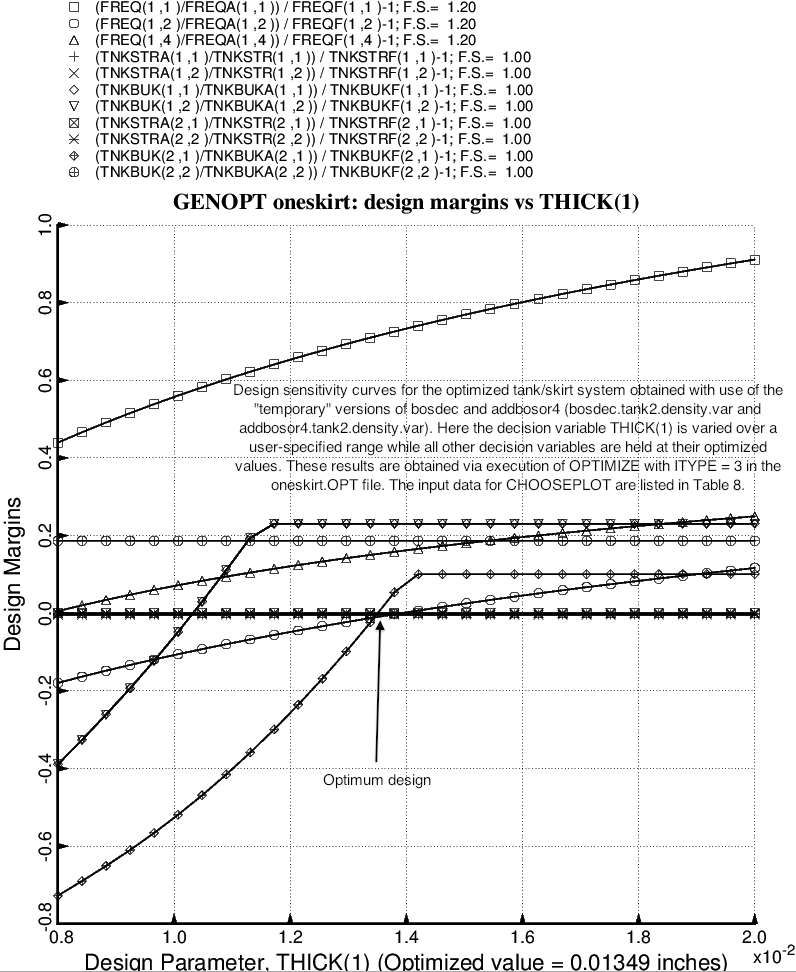 (FREQ(1 ,1 )/FREQA(1 ,1 )) / FREQF(1 ,1 )-1; F.S.= 1.20
(FREQ(1 ,2 )/FREQA(1 ,2 )) / FREQF(1 ,2 )-1; F.S.= 1.20
(FREQ(1 ,4 )/FREQA(1 ,4 )) / FREQF(1 ,4 )-1; F.S.= 1.20
(TNKSTRA(1 ,1 )/TNKSTR(1 ,1 )) / TNKSTRF(1 ,1 )-1; F.S.= 1.00
(TNKSTRA(1 ,2 )/TNKSTR(1 ,2 )) / TNKSTRF(1 ,2 )-1; F.S.= 1.00
(TNKBUK(1 ,1 )/TNKBUKA(1 ,1 )) / TNKBUKF(1 ,1 )-1; F.S.= 1.00
(TNKBUK(1 ,2 )/TNKBUKA(1 ,2 )) / TNKBUKF(1 ,2 )-1; F.S.= 1.00
(TNKSTRA(2 ,1 )/TNKSTR(2 ,1 )) / TNKSTRF(2 ,1 )-1; F.S.= 1.00
(TNKSTRA(2 ,2 )/TNKSTR(2 ,2 )) / TNKSTRF(2 ,2 )-1; F.S.= 1.00
(TNKBUK(2 ,1 )/TNKBUKA(2 ,1 )) / TNKBUKF(2 ,1 )-1; F.S.= 1.00
(TNKBUK(2 ,2 )/TNKBUKA(2 ,2 )) / TNKBUKF(2 ,2 )-1; F.S.= 1.00
GENOPT oneskirt: design margins vs THICK(1)
1.0
0.8
0.6
0.4
0.2
0.0
-0.2
-0.4
-0.6
-0.8
Design Margins
Design sensitivity curves for the optimized tank/skirt system obtained with use of the
"temporary" versions of bosdec and addbosor4 (bosdec.tank2.density.var and
addbosor4.tank2.density.var). Here the decision variable THICK(1) is varied over a
user-specified range while all other decision variables are held at their optimized
values. These results are obtained via execution of OPTIMIZE with ITYPE = 3 in the
oneskirt.OPT file. The input data for CHOOSEPLOT are listed in Table 8.
Optimum design
0.8 1.0 1.2 1.4 1.6 1.8 2.0
x10⁻²
Design Parameter, THICK(1) (Optimized value = 0.01349 inches)